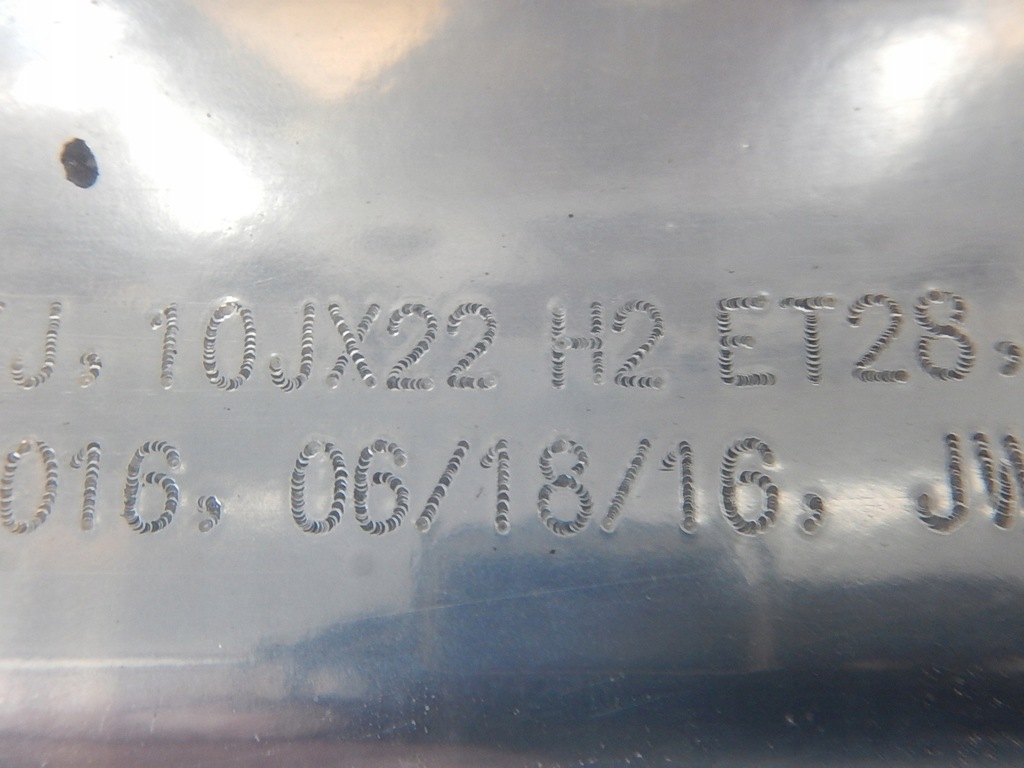 J, 10JX22 H2 ET28,
016, 06/18/16, JW